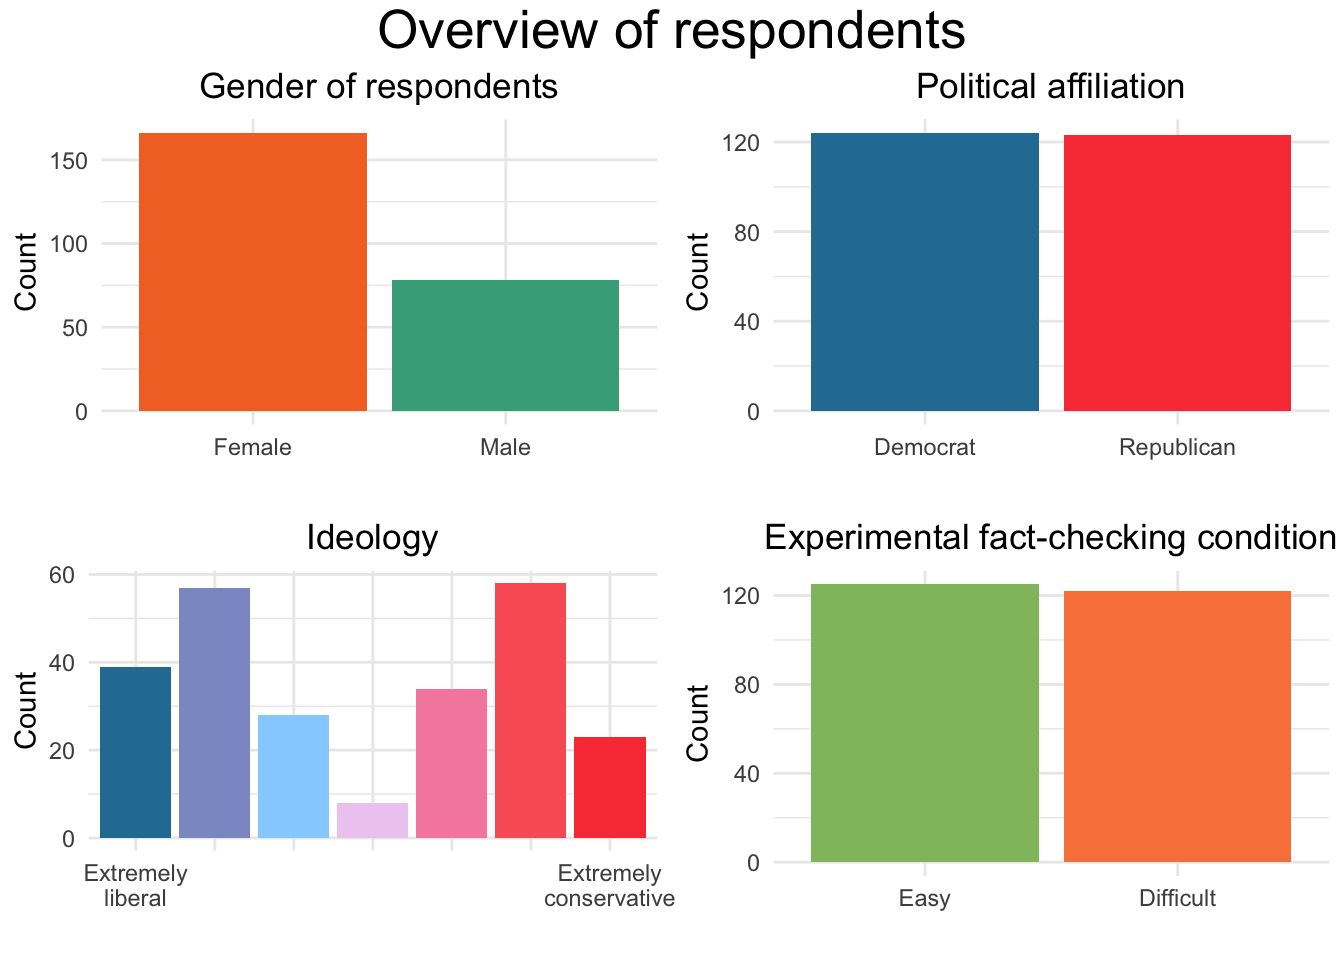 Overview of respondents
Gender of respondents
Count
150
100
50
0
Female Male
Political affiliation
Count
120
80
40
0
Democrat Republican
Ideology
Count
60
40
20
0
Extremely
liberal
Extremely
conservative
Experimental fact-checking condition
Count
120
80
40
0
Easy Difficult